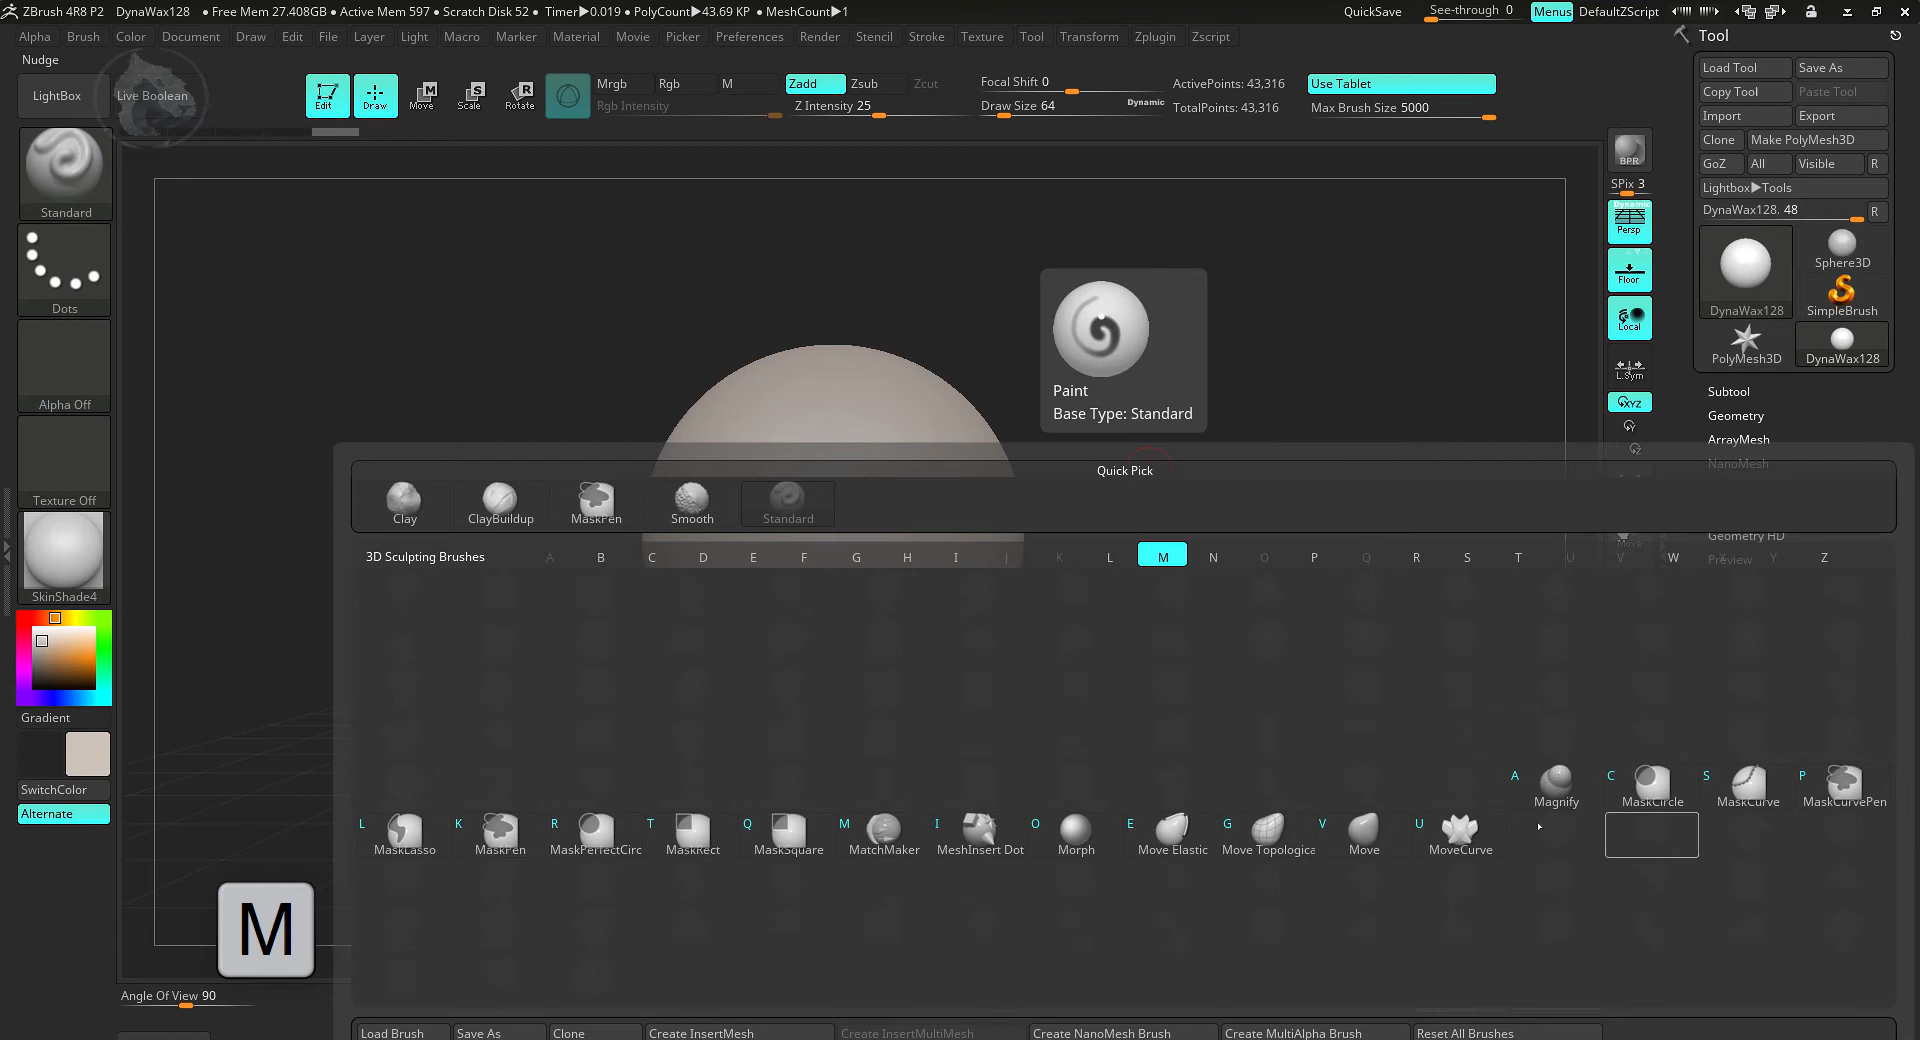 ZBrush 4R8 P2 DynaWax128 • Free Mem 27.408GB • Active Mem 597 • Scratch Disk 52 • Timer▶0.019 • PolyCount▶43.69 KP • MeshCount▶1 QuickSave See-through 0 Menus DefaultZScript
Alpha Brush Color Document Draw Edit File Layer Light Macro Marker Material Movie Picker Preferences Render Stencil Stroke Texture Tool Transform Zplugin Zscript
Tool
Nudge
LightBox Live Boolean
Edit Draw Move Scale Rotate
Mrgb Rgb M
Rgb Intensity
Zadd Zsub Zcut
Z Intensity 25
Focal Shift 0
Draw Size 64 Dynamic
ActivePoints: 43,316
TotalPoints: 43,316
Use Tablet
Max Brush Size 5000
Load Tool Save As
Copy Tool Paste Tool
Import Export
Clone Make PolyMesh3D
GoZ All Visible R
Lightbox▶Tools
DynaWax128. 48 R
DynaWax128 Sphere3D
SimpleBrush
PolyMesh3D DynaWax128
Subtool
Geometry
ArrayMesh
NanoMesh
Geometry HD
Preview
BPR
SPix 3
Dynamic
Persp
Floor
Local
L.Sym
XYZ
Y
Z
Move
Standard
Dots
Alpha Off
Texture Off
SkinShade4
Gradient
SwitchColor
Alternate
Paint
Base Type: Standard
Quick Pick
Clay ClayBuildup MaskPen Smooth Standard
3D Sculpting Brushes A B C D E F G H I J K L M N O P Q R S T U V W X Y Z
A Magnify C MaskCircle S MaskCurve P MaskCurvePen
L MaskLasso K MaskPen R MaskPerfectCirc T MaskRect Q MaskSquare M MatchMaker I MeshInsert Dot O Morph E Move Elastic G Move Topologica V Move U MoveCurve
M
Angle Of View 90
Load Brush Save As Clone Create InsertMesh Create InsertMultiMesh Create NanoMesh Brush Create MultiAlpha Brush Reset All Brushes